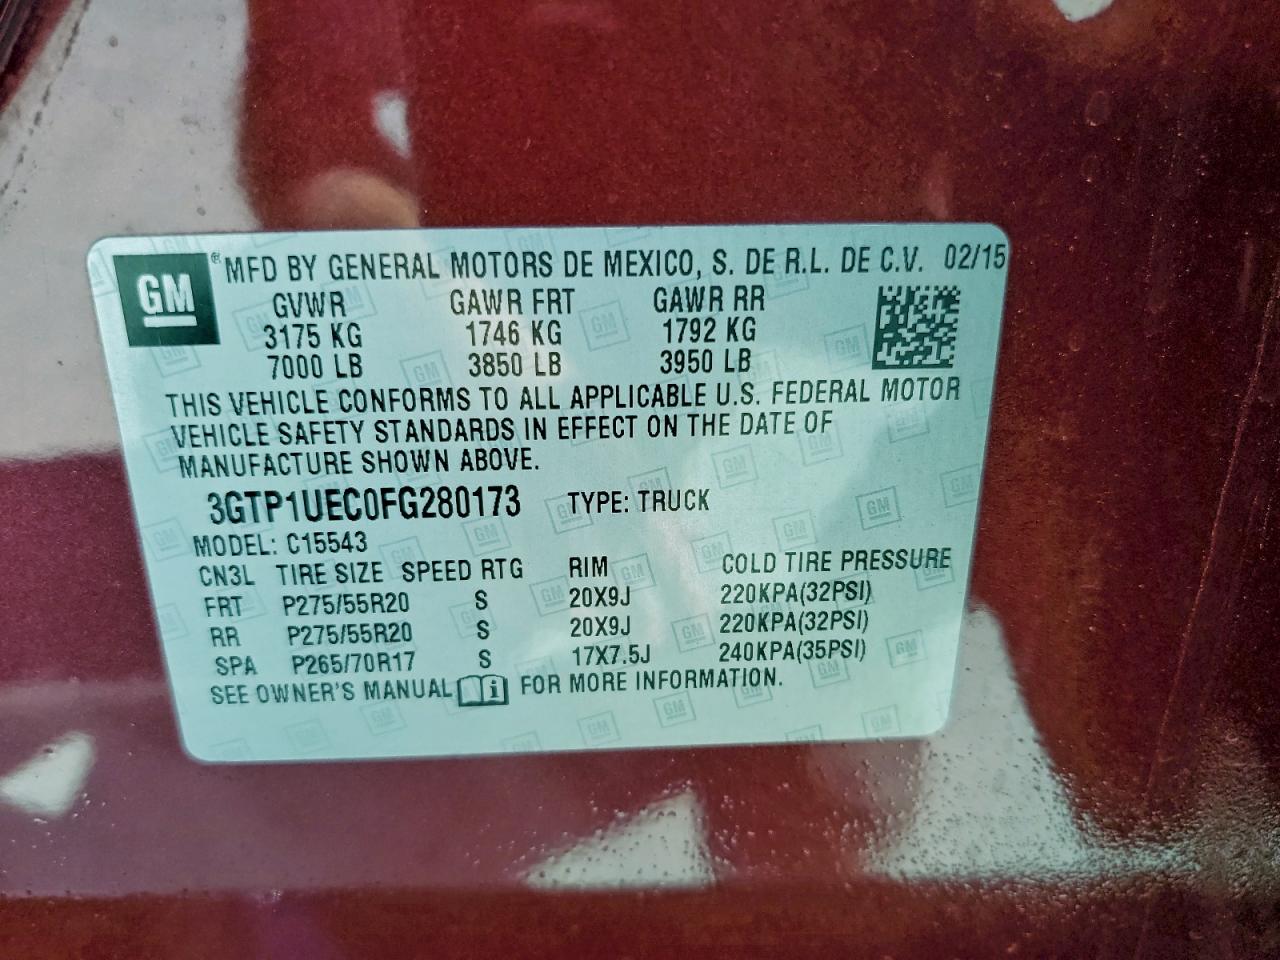 GM ® MFD BY GENERAL MOTORS DE MEXICO, S. DE R.L. DE C.V. 02/15
GVWR GAWR FRT GAWR RR
3175 KG 1746 KG 1792 KG
7000 LB 3850 LB 3950 LB
THIS VEHICLE CONFORMS TO ALL APPLICABLE U.S. FEDERAL MOTOR
VEHICLE SAFETY STANDARDS IN EFFECT ON THE DATE OF
MANUFACTURE SHOWN ABOVE.
3GTP1UEC0FG280173 TYPE: TRUCK
MODEL: C15543
CN3L TIRE SIZE SPEED RTG RIM COLD TIRE PRESSURE
FRT P275/55R20 S 20X9J 220KPA(32PSI)
RR P275/55R20 S 20X9J 220KPA(32PSI)
SPA P265/70R17 S 17X7.5J 240KPA(35PSI)
SEE OWNER'S MANUAL i FOR MORE INFORMATION.